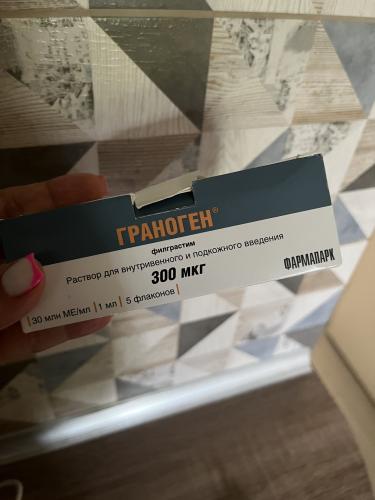 ГРАНОГЕН®
филграстим
Раствор для внутривенного и подкожного введения
300 мкг
30 млн МЕ/мл | 1 мл | 5 флаконов
ФАРМАПАРК